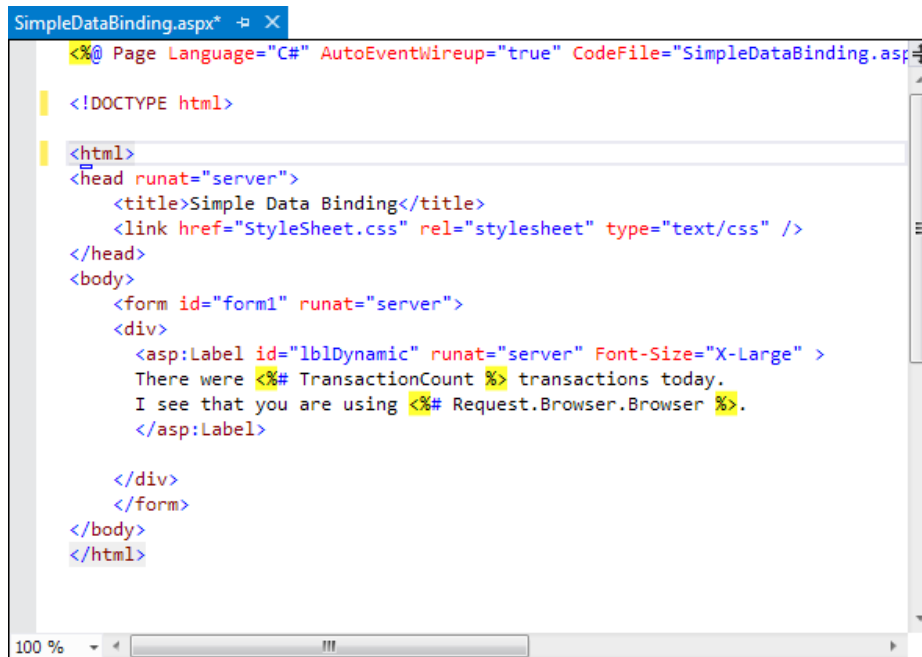 SimpleDataBinding.aspx*
<%@ Page Language="C#" AutoEventWireup="true" CodeFile="SimpleDataBinding.asp
<!DOCTYPE html>
<html>
<head runat="server">
<title>Simple Data Binding</title>
<link href="StyleSheet.css" rel="stylesheet" type="text/css" />
</head>
<body>
<form id="form1" runat="server">
<div>
<asp:Label id="lblDynamic" runat="server" Font-Size="X-Large" >
There were <%# TransactionCount %> transactions today.
I see that you are using <%# Request.Browser.Browser %>.
</asp:Label>
</div>
</form>
</body>
</html>
100 %